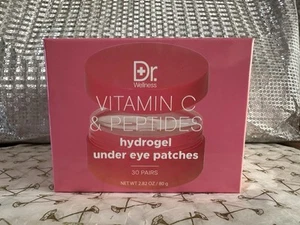 Dr.
Wellness
VITAMIN C
& PEPTIDES
hydrogel
under eye patches
30 PAIRS
NET WT 2.82 OZ / 80 g